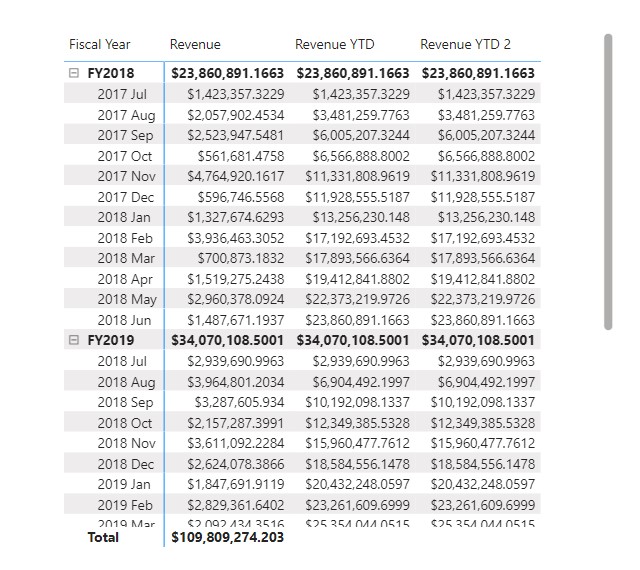 Fiscal Year Revenue Revenue YTD Revenue YTD 2
FY2018 $23,860,891.1663 $23,860,891.1663 $23,860,891.1663
2017 Jul $1,423,357.3229 $1,423,357.3229 $1,423,357.3229
2017 Aug $2,057,902.4534 $3,481,259.7763 $3,481,259.7763
2017 Sep $2,523,947.5481 $6,005,207.3244 $6,005,207.3244
2017 Oct $561,681.4758 $6,566,888.8002 $6,566,888.8002
2017 Nov $4,764,920.1617 $11,331,808.9619 $11,331,808.9619
2017 Dec $596,746.5568 $11,928,555.5187 $11,928,555.5187
2018 Jan $1,327,674.6293 $13,256,230.148 $13,256,230.148
2018 Feb $3,936,463.3052 $17,192,693.4532 $17,192,693.4532
2018 Mar $700,873.1832 $17,893,566.6364 $17,893,566.6364
2018 Apr $1,519,275.2438 $19,412,841.8802 $19,412,841.8802
2018 May $2,960,378.0924 $22,373,219.9726 $22,373,219.9726
2018 Jun $1,487,671.1937 $23,860,891.1663 $23,860,891.1663
FY2019 $34,070,108.5001 $34,070,108.5001 $34,070,108.5001
2018 Jul $2,939,690.9963 $2,939,690.9963 $2,939,690.9963
2018 Aug $3,964,801.2034 $6,904,492.1997 $6,904,492.1997
2018 Sep $3,287,605.934 $10,192,098.1337 $10,192,098.1337
2018 Oct $2,157,287.3991 $12,349,385.5328 $12,349,385.5328
2018 Nov $3,611,092.2284 $15,960,477.7612 $15,960,477.7612
2018 Dec $2,624,078.3866 $18,584,556.1478 $18,584,556.1478
2019 Jan $1,847,691.9119 $20,432,248.0597 $20,432,248.0597
2019 Feb $2,829,361.6402 $23,261,609.6999 $23,261,609.6999
2019 Mar $2,092,434.3516 $25,354,044.0515 $25,354,044.0515
Total $109,809,274.203